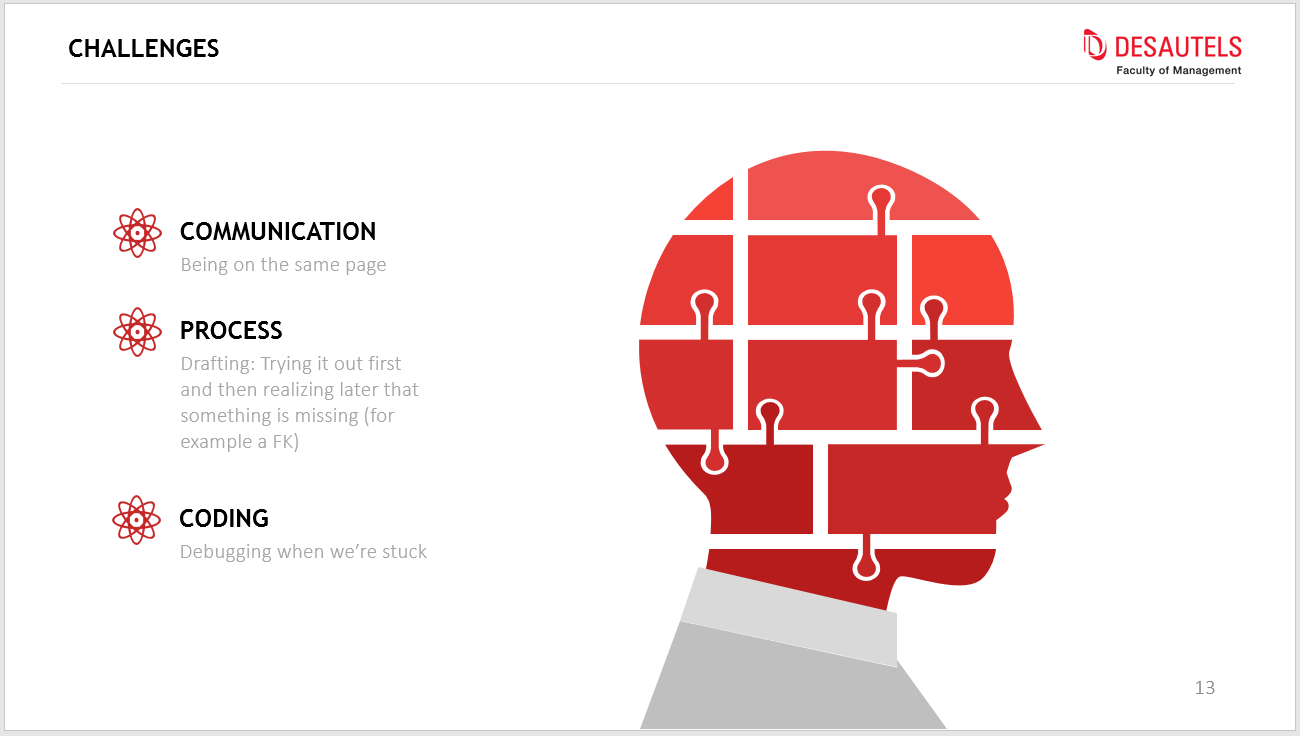 CHALLENGES
DESAUTELS
Faculty of Management
COMMUNICATION
Being on the same page
PROCESS
Drafting: Trying it out first
and then realizing later that
something is missing (for
example a FK)
CODING
Debugging when we’re stuck
13